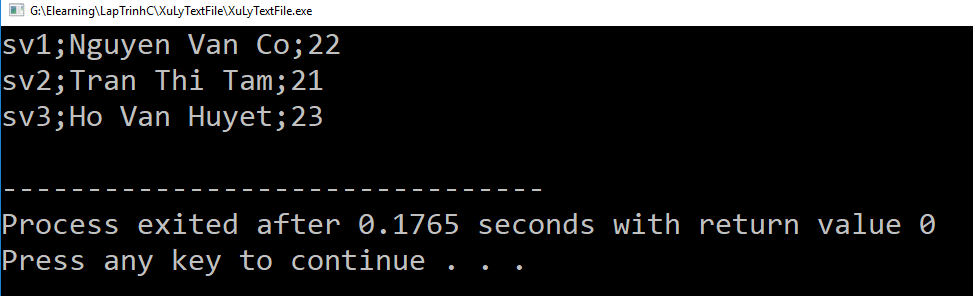 G:\Elearning\LapTrinhC\XuLyTextFile\XuLyTextFile.exe
sv1;Nguyen Van Co;22
sv2;Tran Thi Tam;21
sv3;Ho Van Huyet;23
--------------------------------
Process exited after 0.1765 seconds with return value 0
Press any key to continue . . .